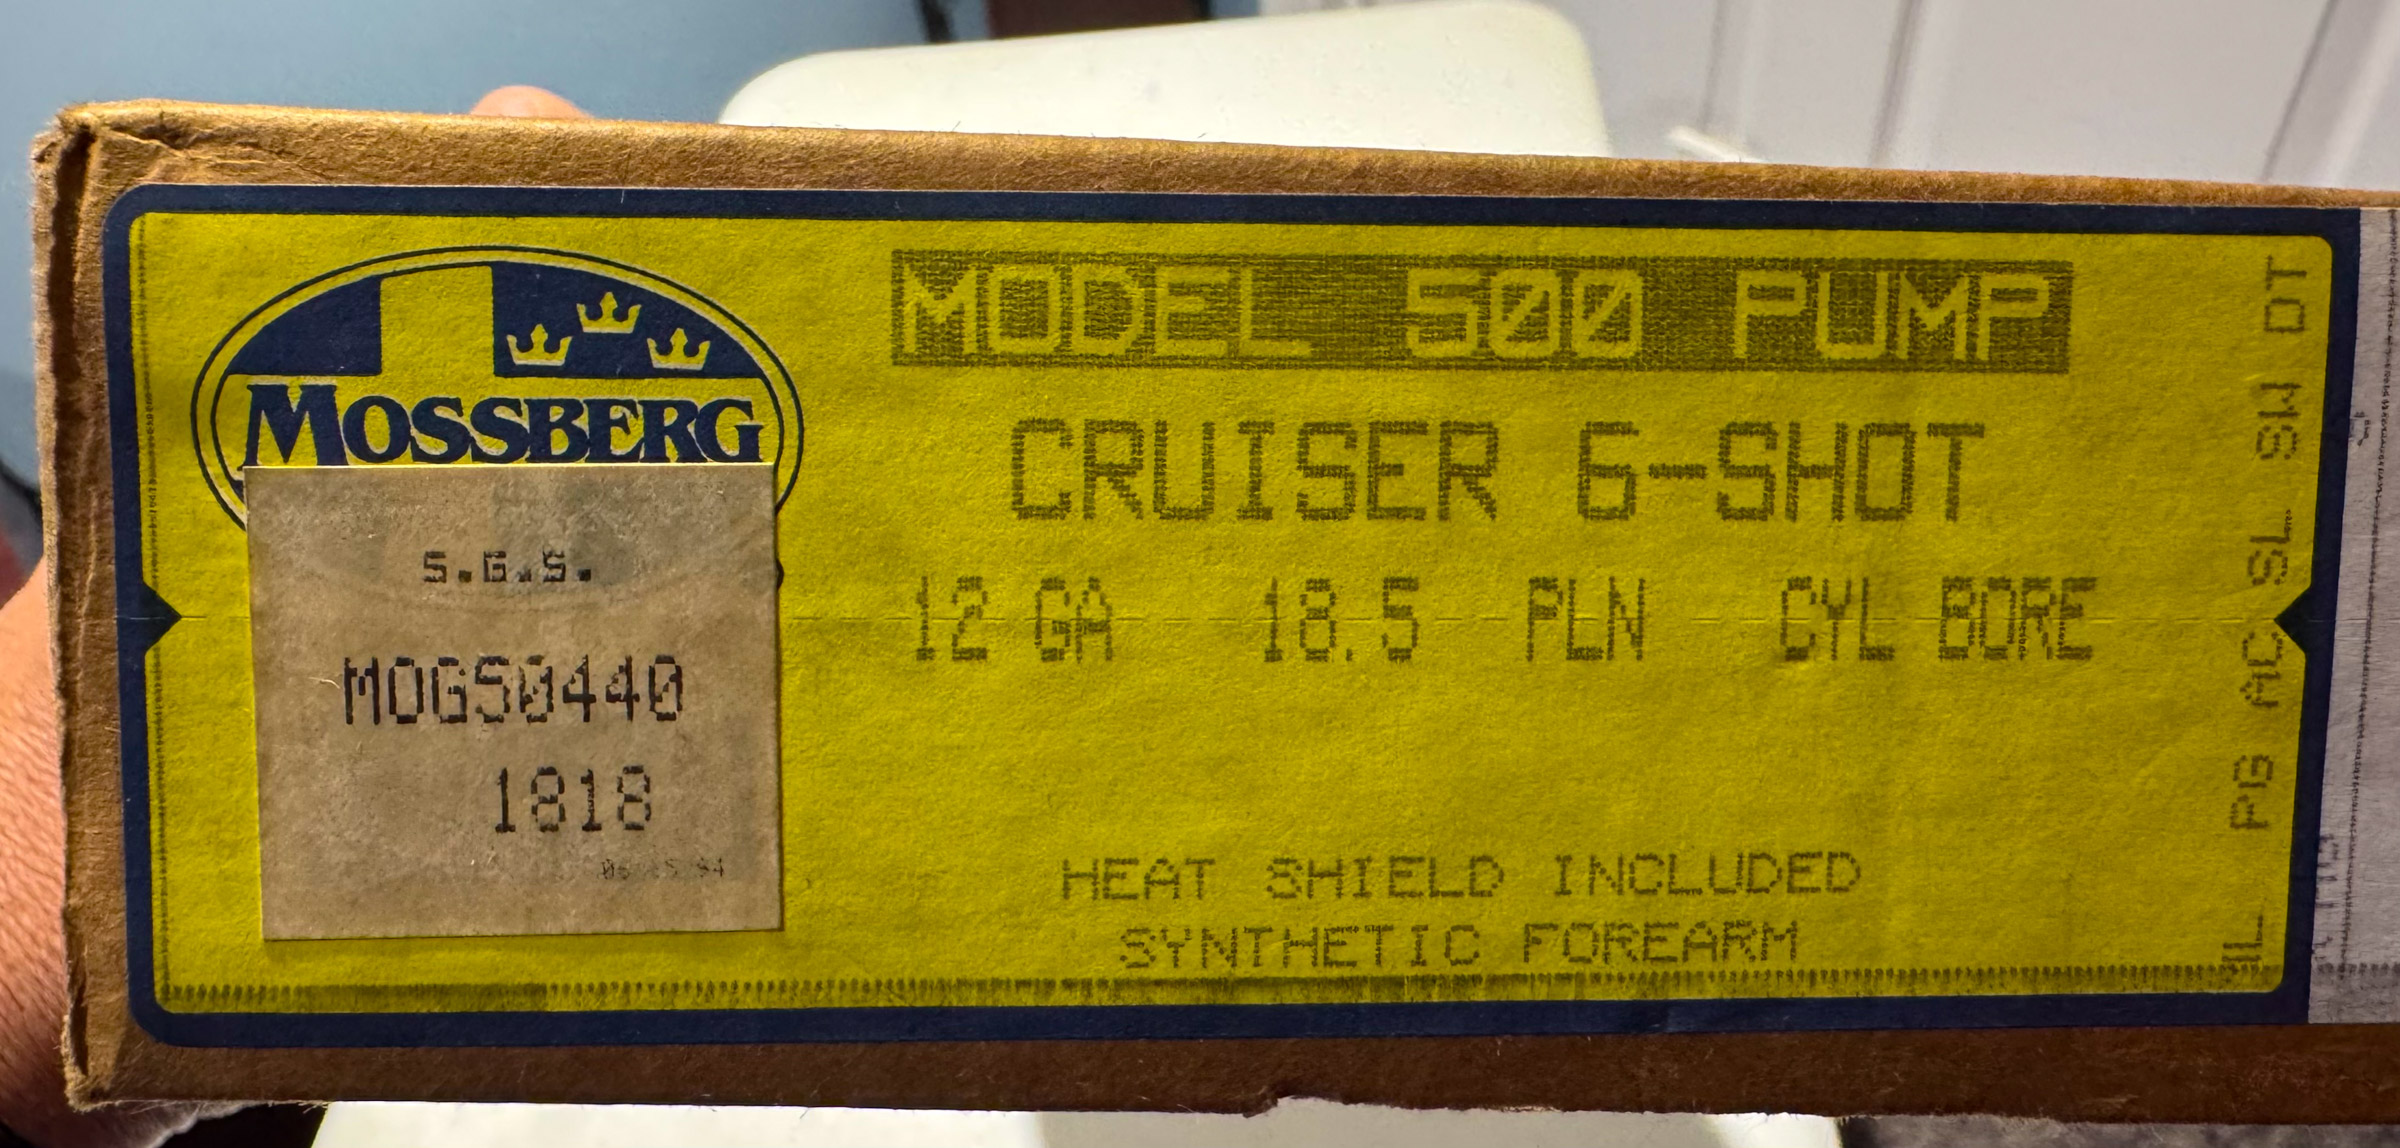 MOSSBERG
S.G.S.
MOG50440
1818
MODEL 500 PUMP
CRUISER 6-SHOT
12 GA 18.5 PLN CYL BORE
HEAT SHIELD INCLUDED
SYNTHETIC FOREARM
PG AC SL SW DT